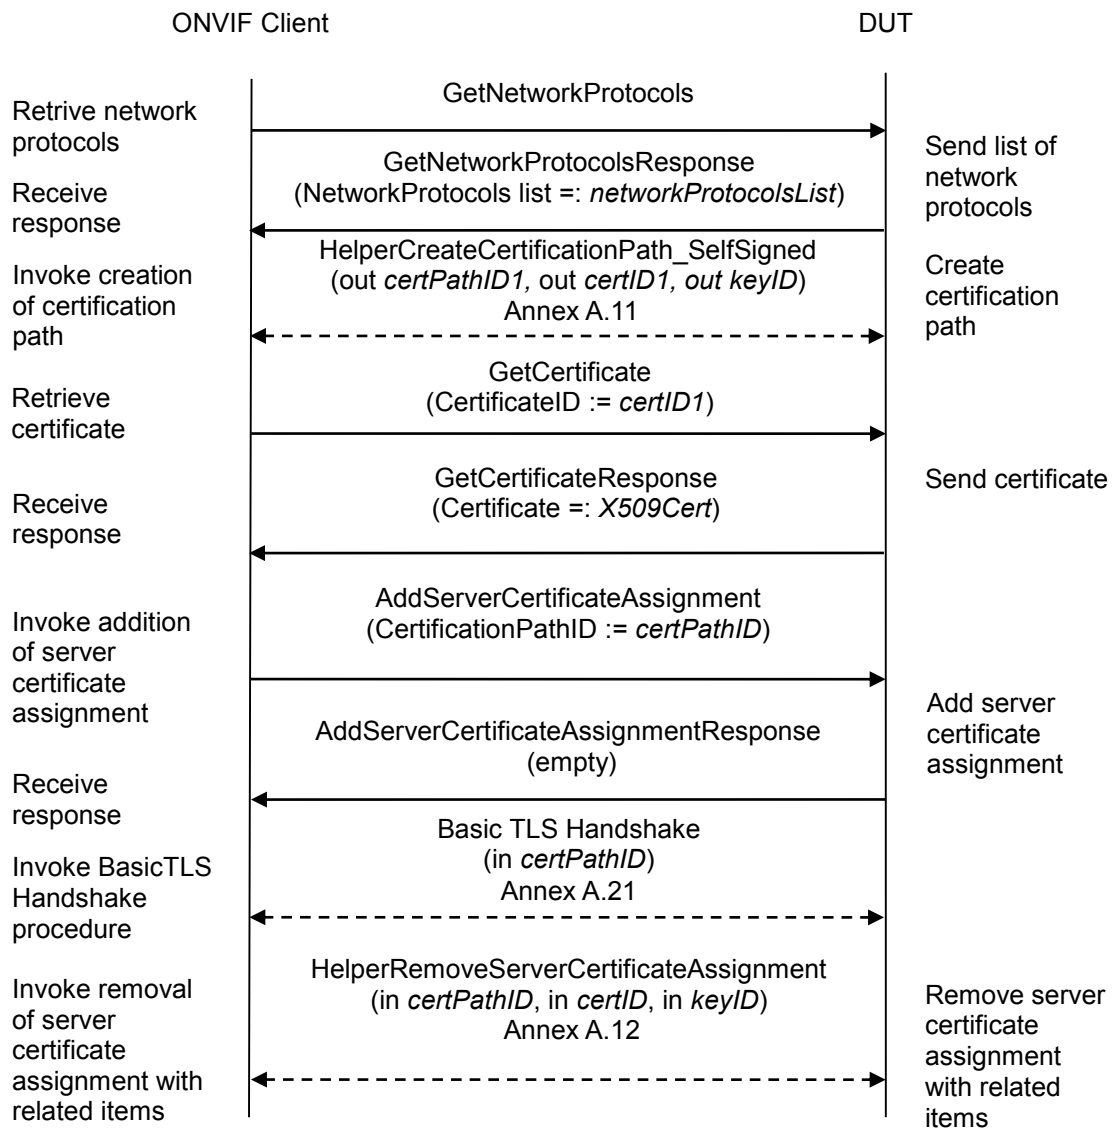 ONVIF Client
DUT
GetNetworkProtocols
Retrive network
protocols
Send list of
network
protocols
GetNetworkProtocolsResponse
(NetworkProtocols list =: networkProtocolsList)
Receive
response
HelperCreateCertificationPath_SelfSigned
(out certPathID1, out certID1, out keyID)
Annex A.11
Invoke creation
of certification
path
Create
certification
path
GetCertificate
(CertificateID := certID1)
Retrieve
certificate
GetCertificateResponse
(Certificate =: X509Cert)
Send certificate
Receive
response
AddServerCertificateAssignment
(CertificationPathID := certPathID)
Invoke addition
of server
certificate
assignment
Add server
certificate
assignment
AddServerCertificateAssignmentResponse
(empty)
Receive
response
Basic TLS Handshake
(in certPathID)
Annex A.21
Invoke BasicTLS
Handshake
procedure
HelperRemoveServerCertificateAssignment
(in certPathID, in certID, in keyID)
Annex A.12
Invoke removal
of server
certificate
assignment with
related items
Remove server
certificate
assignment
with related
items